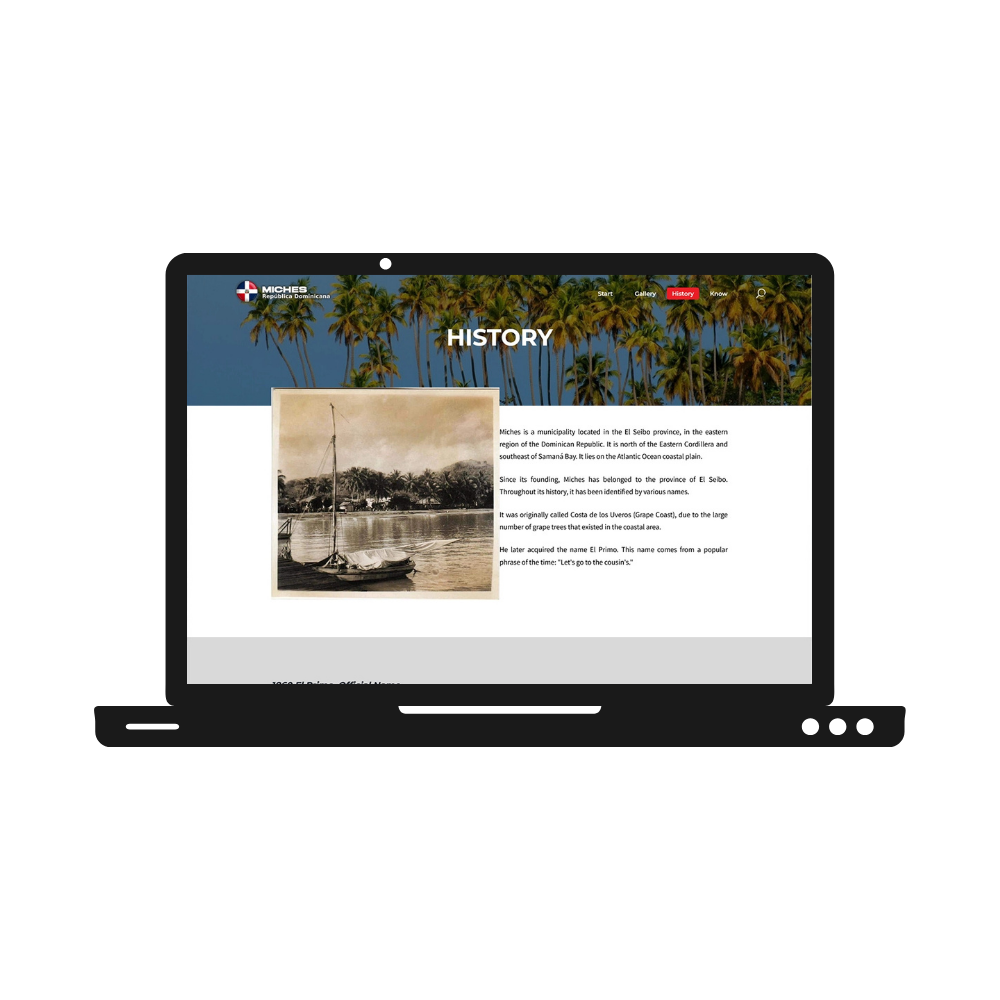 MICHES
República Dominicana
Start Gallery History Know
HISTORY
Miches is a municipality located in the El Seibo province, in the eastern
region of the Dominican Republic. It is north of the Eastern Cordillera and
southeast of Samaná Bay. It lies on the Atlantic Ocean coastal plain.
Since its founding, Miches has belonged to the province of El Seibo.
Throughout its history, it has been identified by various names.
It was originally called Costa de los Uveros (Grape Coast), due to the large
number of grape trees that existed in the coastal area.
He later acquired the name El Primo. This name comes from a popular
phrase of the time: "Let's go to the cousin's."
El Primo, Official Name